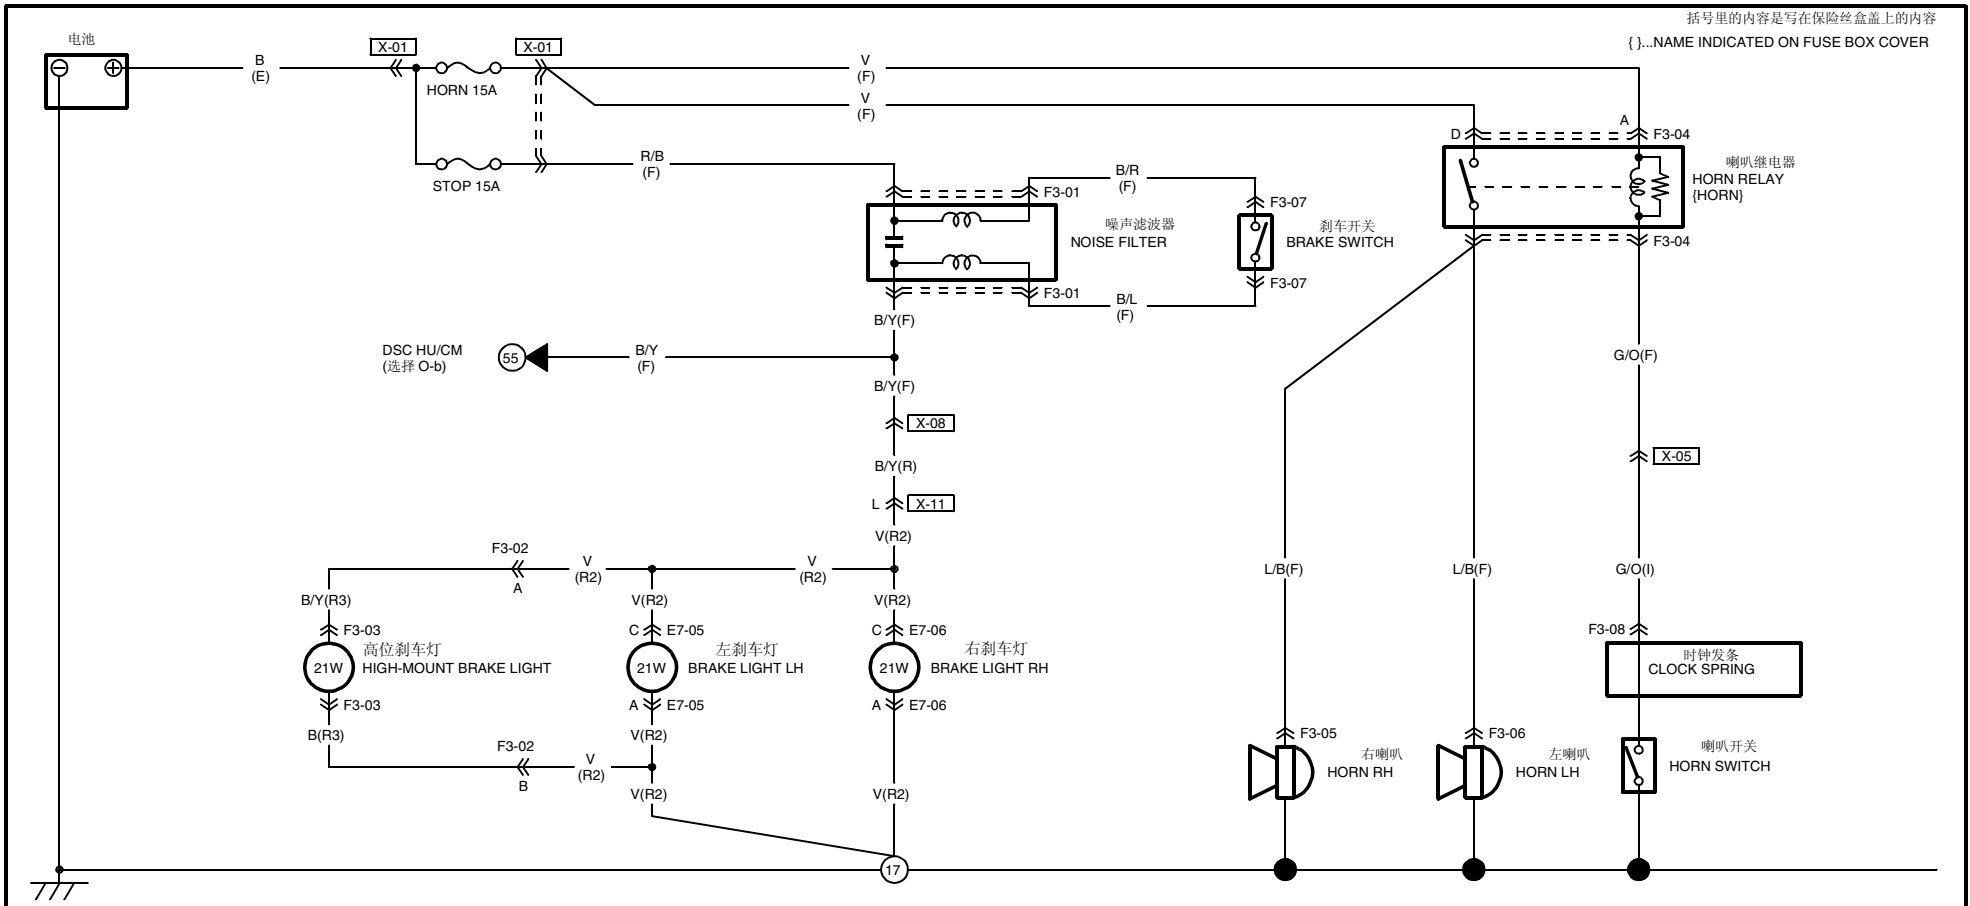 括号里的内容是写在保险丝盒盖上的内容
{ }...NAME INDICATED ON FUSE BOX COVER
电池
B
(E)
X-01
X-01
HORN 15A
V
(F)
V
(F)
STOP 15A
R/B
(F)
D
A
F3-04
喇叭继电器
HORN RELAY
{HORN}
F3-04
F3-01
B/R
(F)
F3-07
噪声滤波器
NOISE FILTER
刹车开关
BRAKE SWITCH
F3-07
F3-01
B/L
(F)
B/Y(F)
DSC HU/CM
(选择 O-b)
55
B/Y
(F)
B/Y(F)
G/O(F)
X-08
X-05
B/Y(R)
L
X-11
V(R2)
F3-02
A
V
(R2)
V
(R2)
L/B(F)
L/B(F)
G/O(I)
B/Y(R3)
V(R2)
V(R2)
F3-03
C
E7-05
C
E7-06
F3-08
21W
高位刹车灯
HIGH-MOUNT BRAKE LIGHT
21W
左刹车灯
BRAKE LIGHT LH
21W
右刹车灯
BRAKE LIGHT RH
时钟发条
CLOCK SPRING
F3-03
A
E7-05
A
E7-06
B(R3)
F3-02
B
V
(R2)
V(R2)
V(R2)
V(R2)
F3-05
右喇叭
HORN RH
F3-06
左喇叭
HORN LH
喇叭开关
HORN SWITCH
17